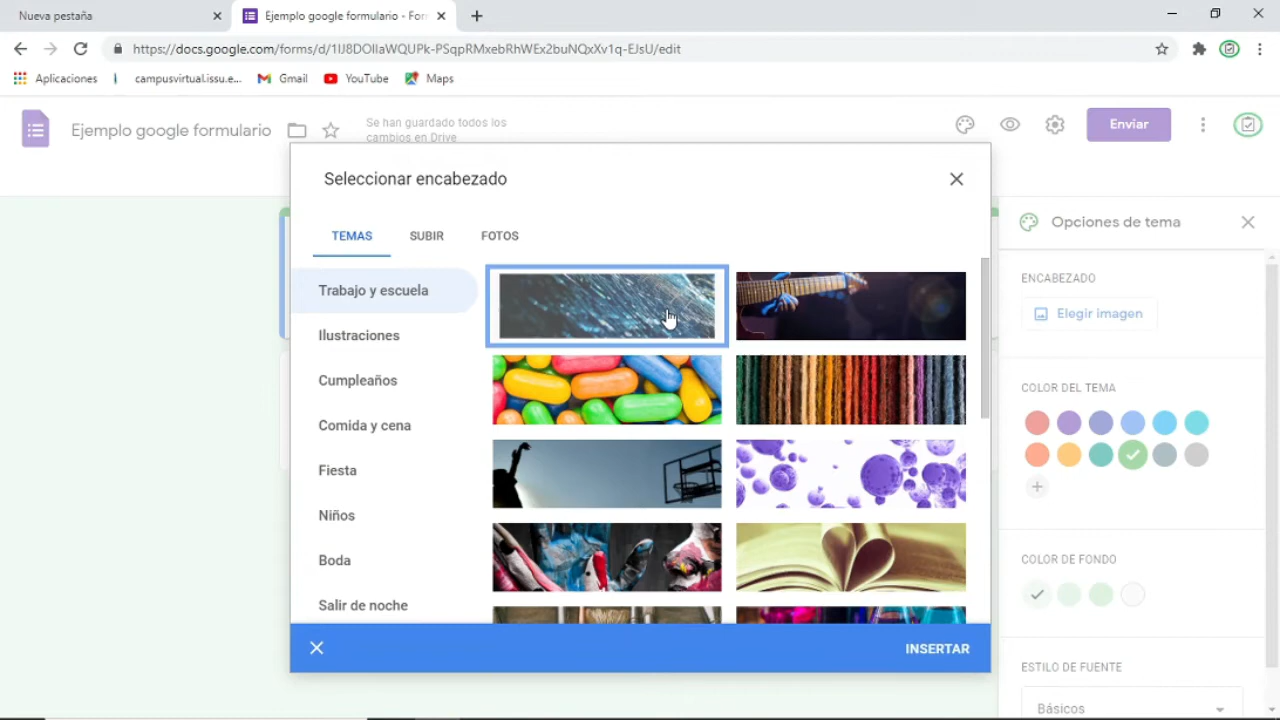 Nueva pestaña
Ejemplo google formulario - For
https://docs.google.com/forms/d/1IJ8DOIIaWQUPk-PSqpRMxebRhWEx2buNQxXv1q-EJsU/edit
Aplicaciones
campusvirtual.issu.e...
Gmail
YouTube
Maps
Ejemplo google formulario
Se han guardado todos los
cambios en Drive
Enviar
Seleccionar encabezado
TEMAS
SUBIR
FOTOS
Trabajo y escuela
Ilustraciones
Cumpleaños
Comida y cena
Fiesta
Niños
Boda
Salir de noche
INSERTAR
Opciones de tema
ENCABEZADO
Elegir imagen
COLOR DEL TEMA
COLOR DE FONDO
ESTILO DE FUENTE
Básicos